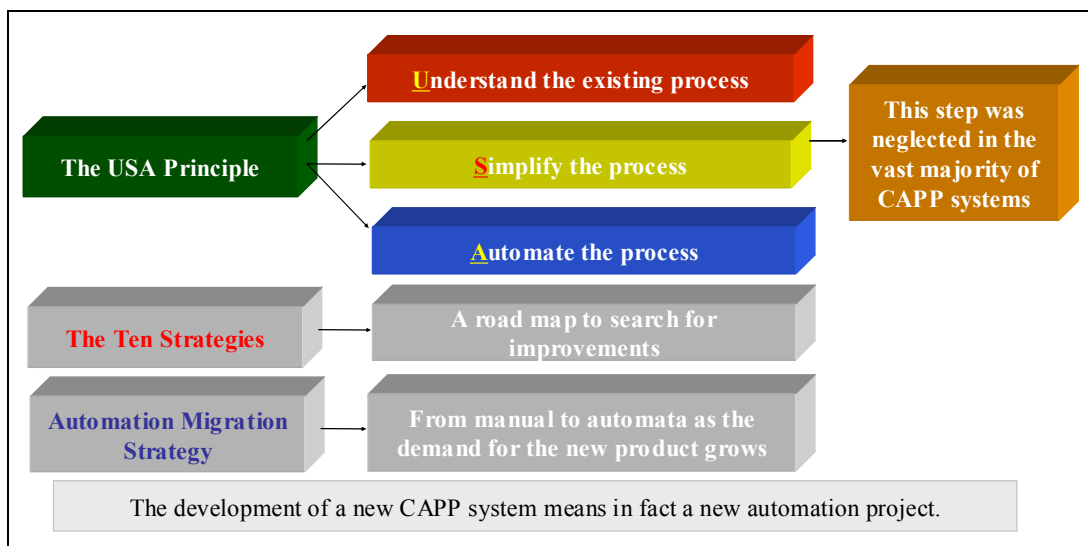 The USA Principle
Understand the existing process
Simplify the process
Automate the process
This step was
neglected in the
vast majority of
CAPP systems
The Ten Strategies
A road map to search for
improvements
Automation Migration
Strategy
From manual to automata as the
demand for the new product grows
The development of a new CAPP system means in fact a new automation project.